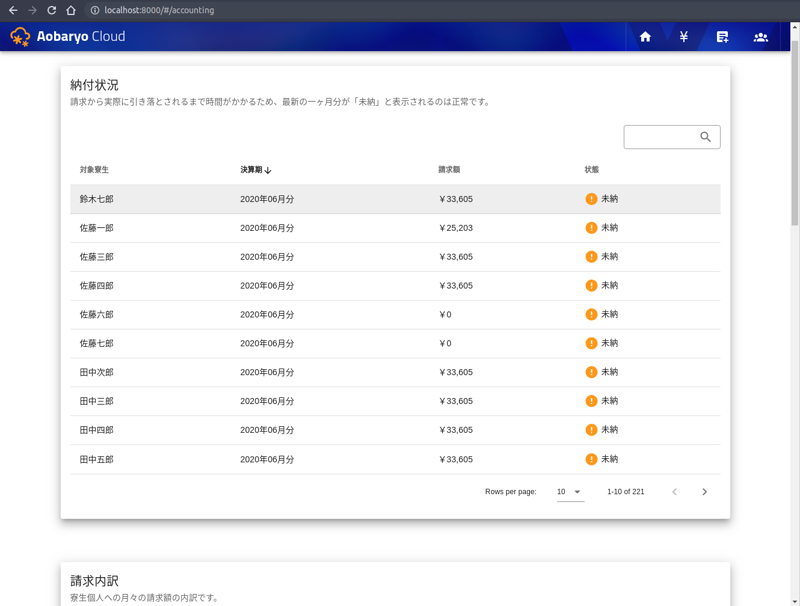 localhost:8000/#/accounting
Aobaryo Cloud
納付状況
請求から実際に引き落とされるまで時間がかかるため、最新の一ヶ月分が「未納」と表示されるのは正常です。
対象寮生 決算期 請求額 状態
鈴木七郎 2020年06月分 ¥33,605 未納
佐藤一郎 2020年06月分 ¥25,203 未納
佐藤三郎 2020年06月分 ¥33,605 未納
佐藤四郎 2020年06月分 ¥33,605 未納
佐藤六郎 2020年06月分 ¥0 未納
佐藤七郎 2020年06月分 ¥0 未納
田中次郎 2020年06月分 ¥33,605 未納
田中三郎 2020年06月分 ¥33,605 未納
田中四郎 2020年06月分 ¥33,605 未納
田中五郎 2020年06月分 ¥33,605 未納
Rows per page: 10 1-10 of 221
請求内訳
寮生個人への月々の請求額の内訳です。